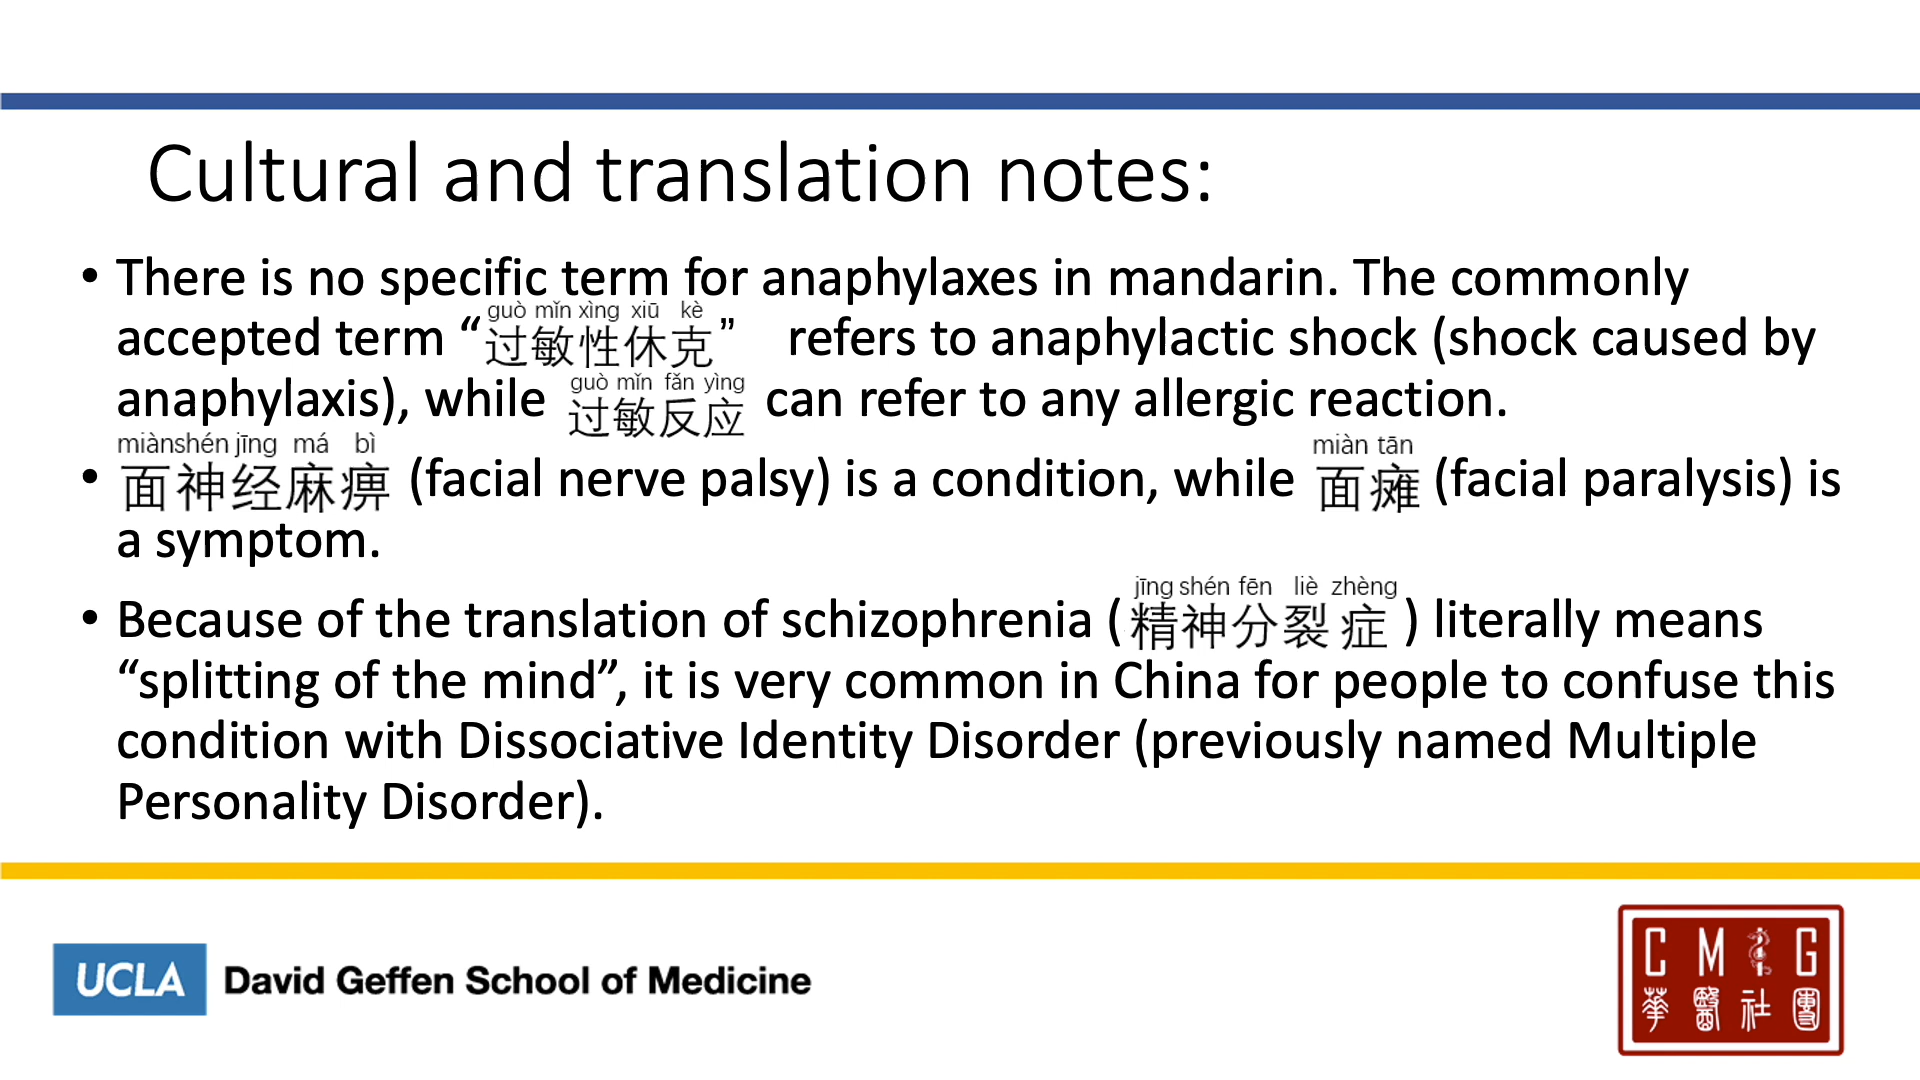 Cultural and translation notes:
• There is no specific term for anaphylaxes in mandarin. The commonly
guò mǐn xìng xiū kè
accepted term “过敏性休克” refers to anaphylactic shock (shock caused by
guò mǐn fǎn yìng
anaphylaxis), while 过敏反应 can refer to any allergic reaction.
miànshén jīng má bì miàn tān
• 面神经麻痹 (facial nerve palsy) is a condition, while 面瘫 (facial paralysis) is
a symptom.
jīng shén fēn liè zhèng
• Because of the translation of schizophrenia (精神分裂症) literally means
“splitting of the mind”, it is very common in China for people to confuse this
condition with Dissociative Identity Disorder (previously named Multiple
Personality Disorder).
UCLA David Geffen School of Medicine
C M I G
華醫社團